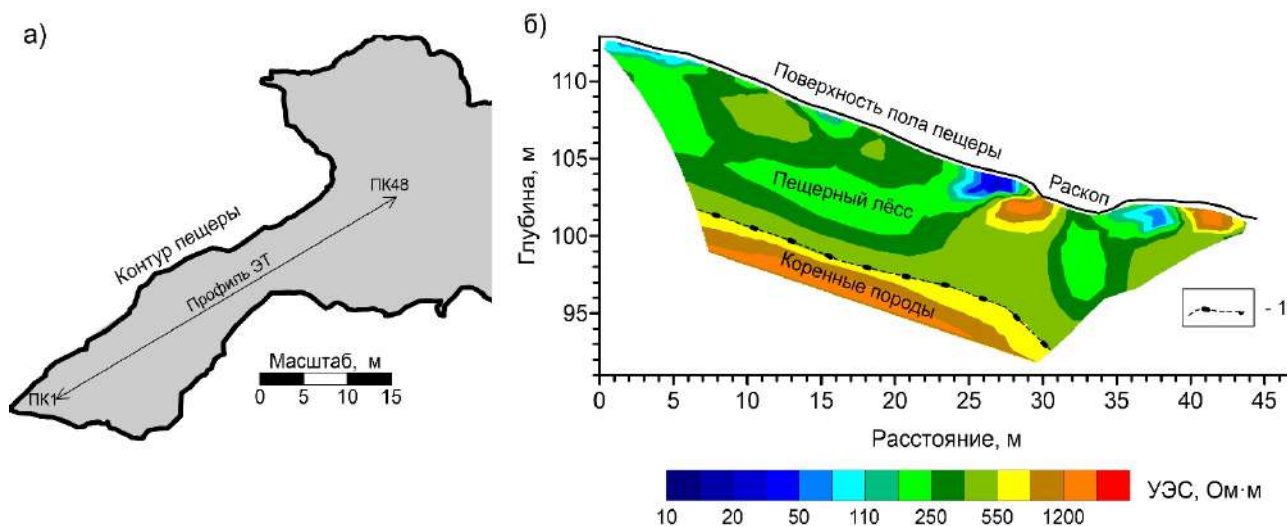 а)
ПК48
Контур пещеры
Профиль ЭТ
ПК1
Масштаб, м
0 5 10 15
б)
Глубина, м
110
105
100
95
Поверхность пола пещеры
Раскоп
Пещерный лёсс
Коренные породы
- 1
0 5 10 15 20 25 30 35 40 45
Расстояние, м
УЭС, Ом·м
10 20 50 110 250 550 1200